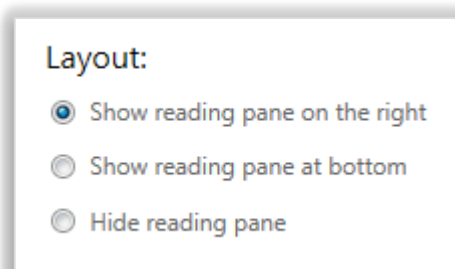 Layout:
Show reading pane on the right
Show reading pane at bottom
Hide reading pane